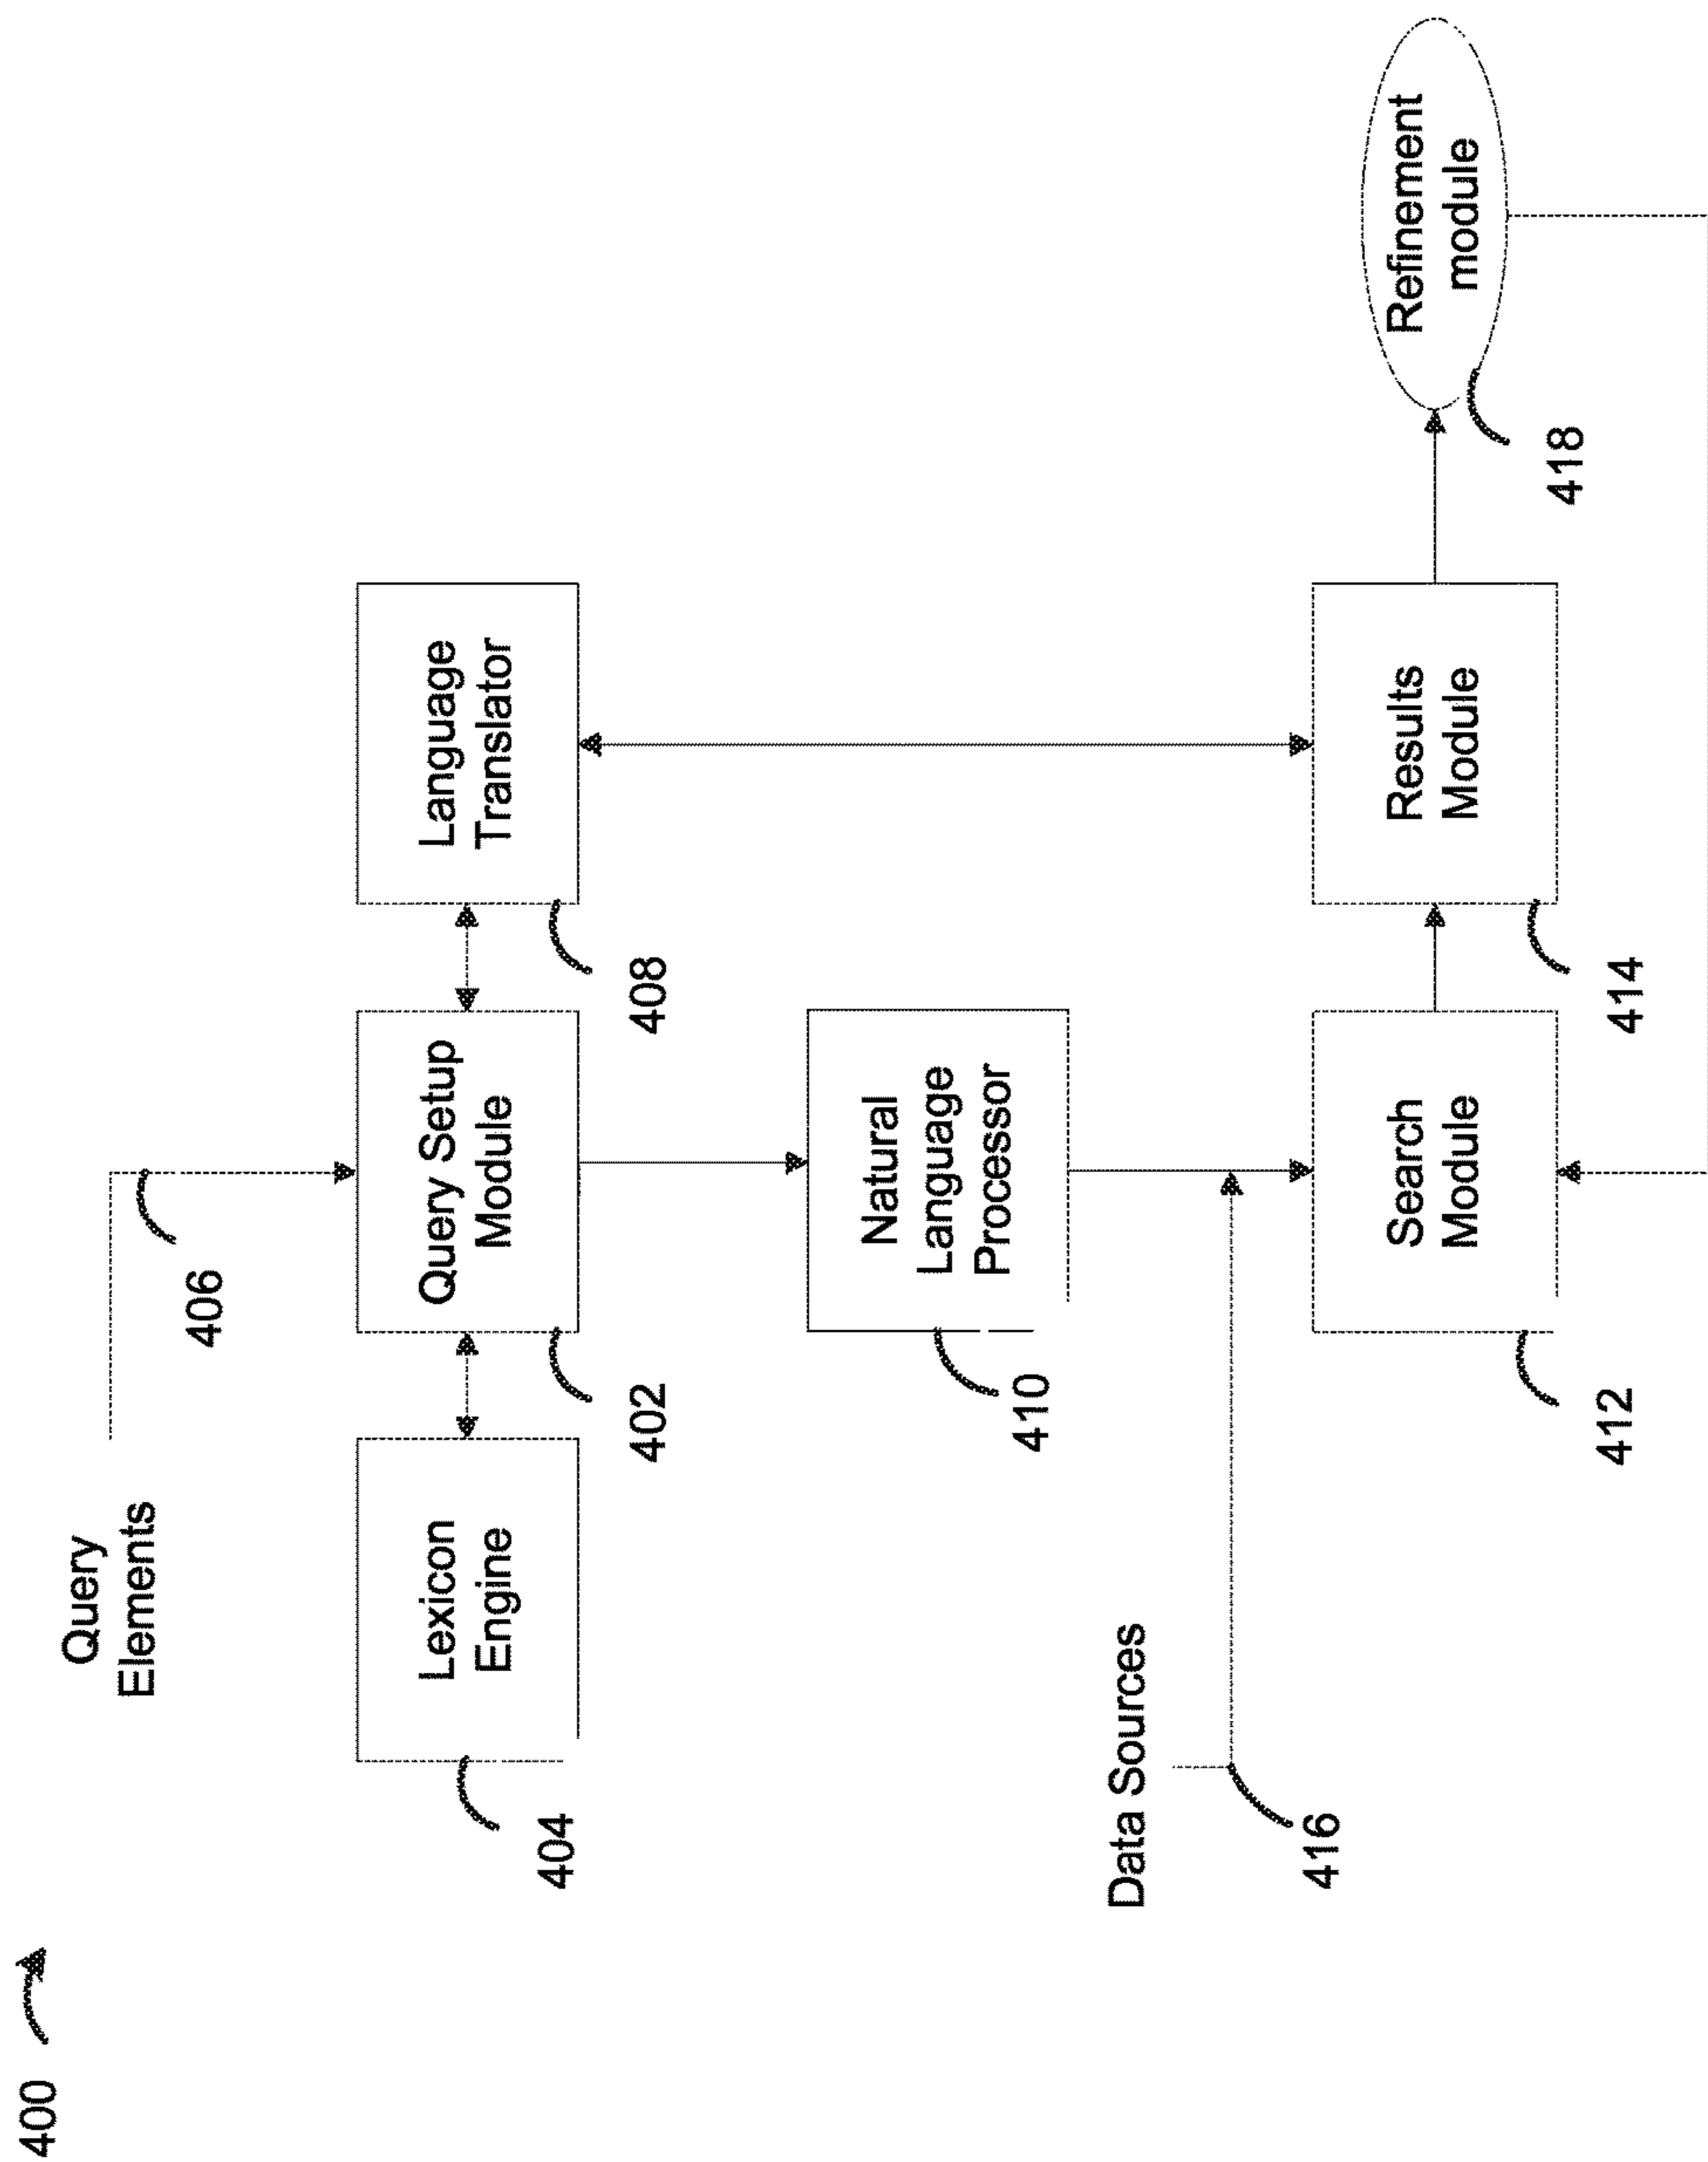 400
Query
Elements
406
Lexicon
Engine
404
Query Setup
Module
402
Language
Translator
408
Natural
Language
Processor
410
Data Sources
416
Search
Module
412
Results
Module
414
Refinement
module
418